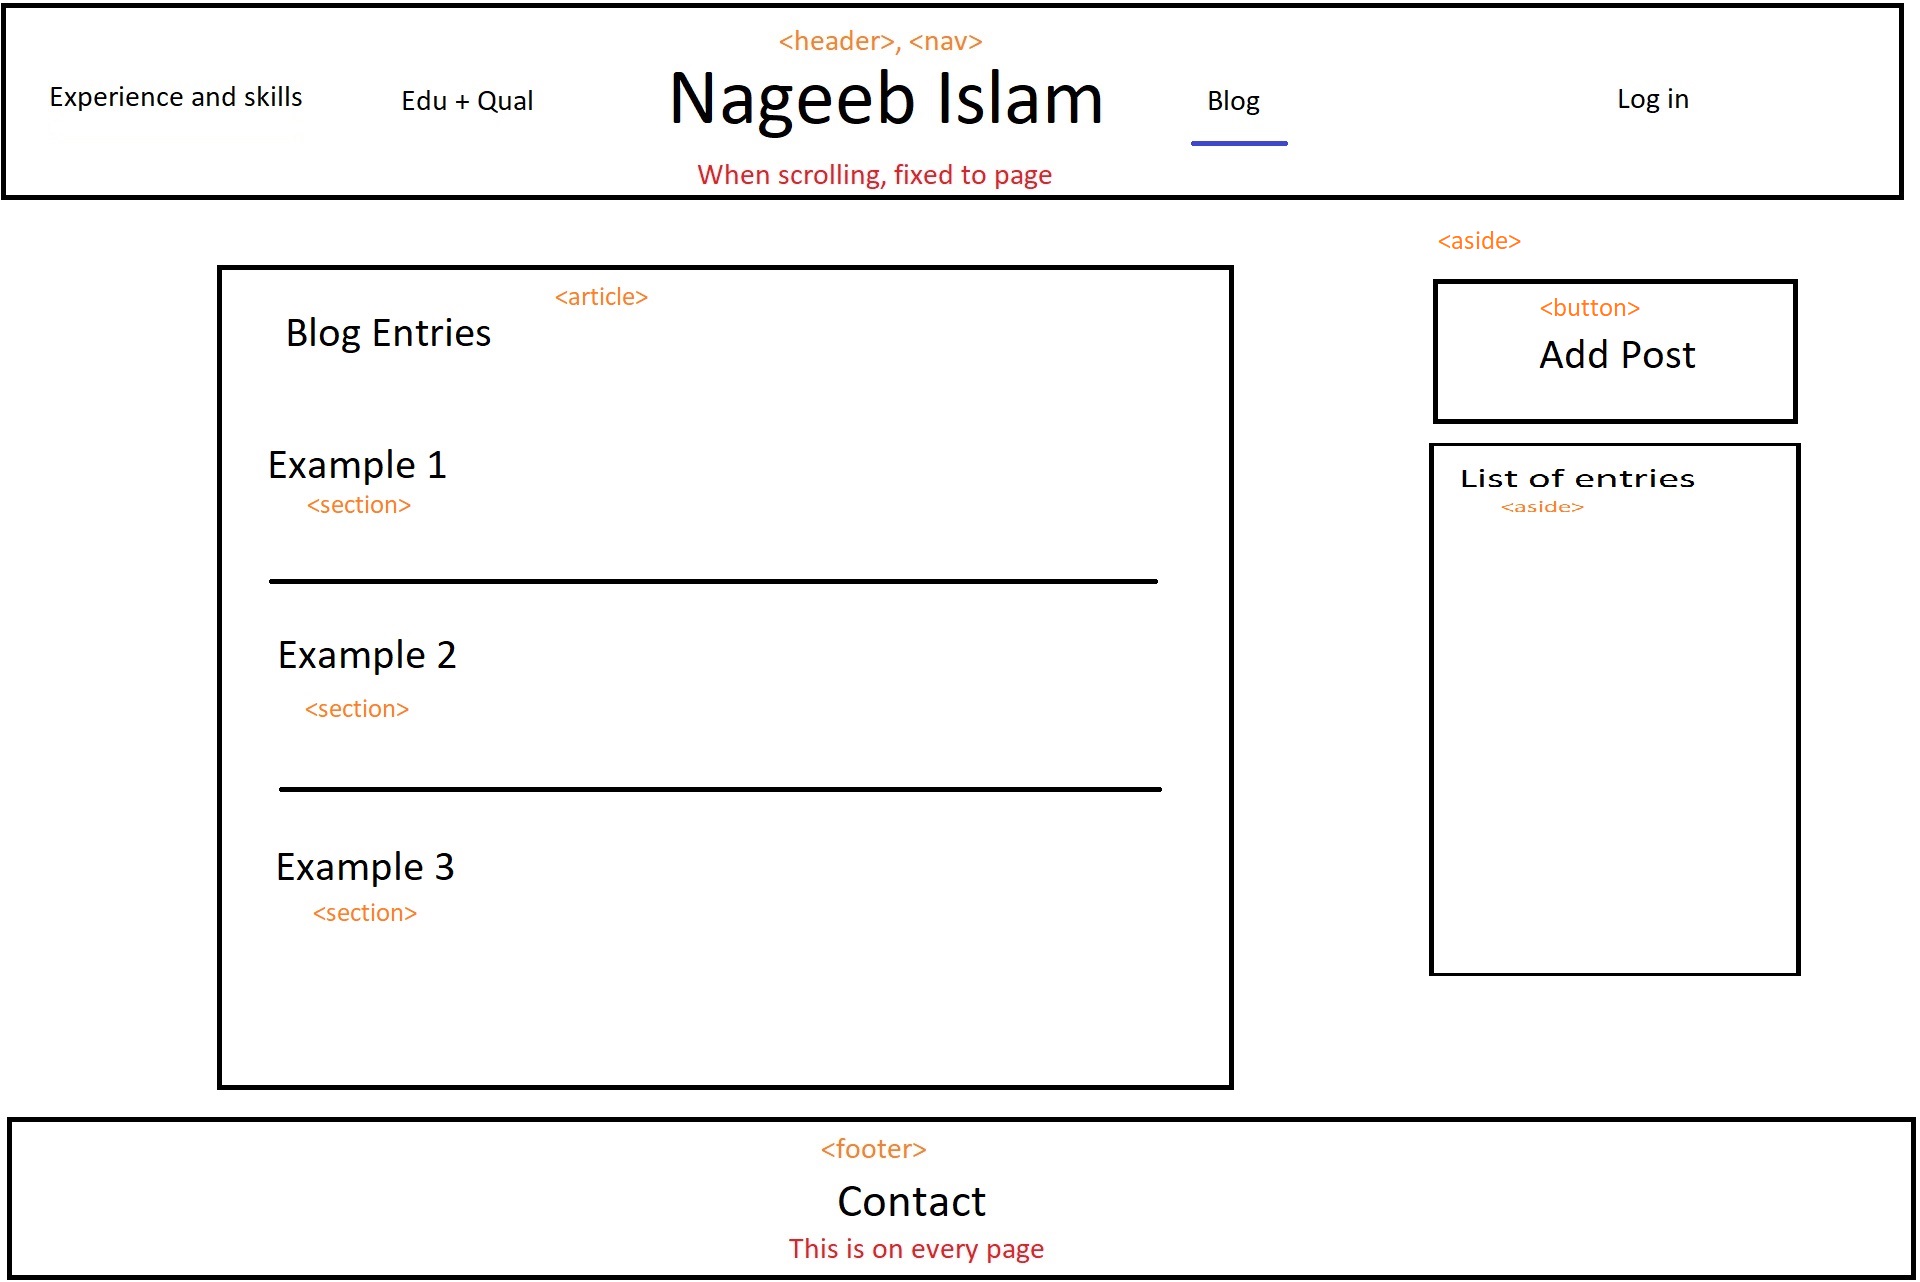 <header>, <nav>
Experience and skills
Edu + Qual
Nageeb Islam
Blog
Log in
When scrolling, fixed to page
<article>
Blog Entries
Example 1
<section>
Example 2
<section>
Example 3
<section>
<aside>
<button>
Add Post
List of entries
<aside>
<footer>
Contact
This is on every page